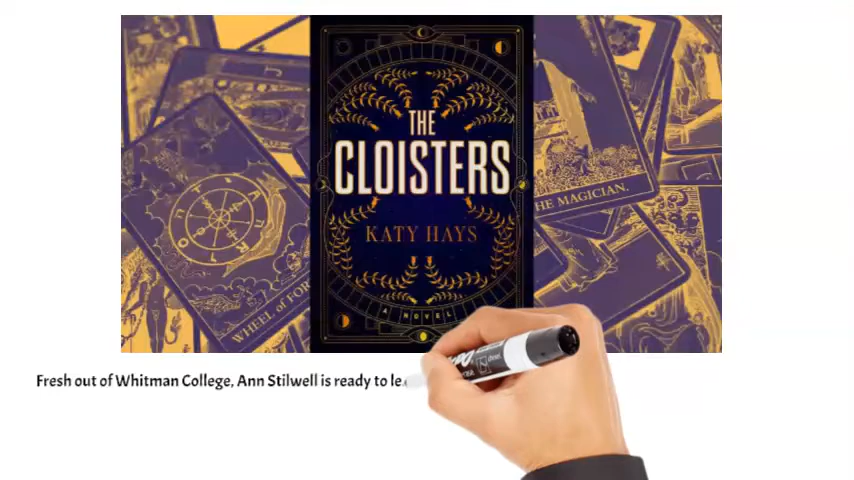 THE
CLOISTERS
KATY HAYS
A NOVEL
WHEEL of FOR
HE MAGICIAN.
Fresh out of Whitman College, Ann Stilwell is ready to le